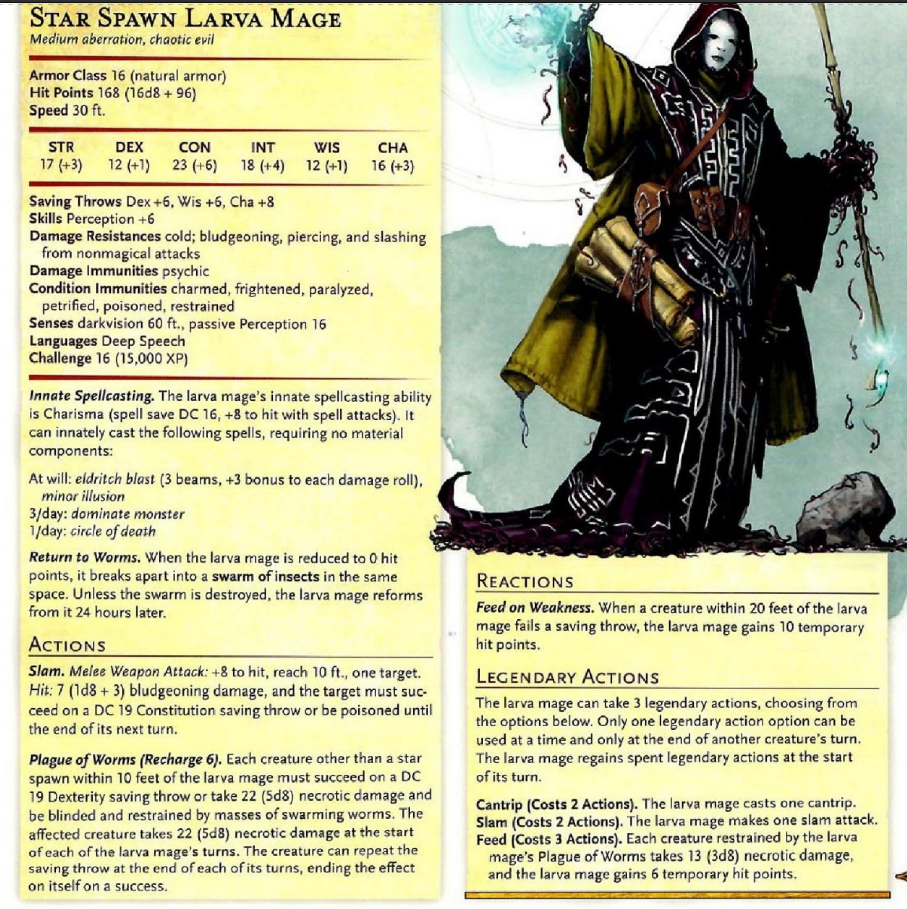 STAR SPAWN LARVA MAGE
Medium aberration, chaotic evil
Armor Class 16 (natural armor)
Hit Points 168 (16d8 + 96)
Speed 30 ft.
STR DEX CON INT WIS CHA
17 (+3) 12 (+1) 23 (+6) 18 (+4) 12 (+1) 16 (+3)
Saving Throws Dex +6, Wis +6, Cha +8
Skills Perception +6
Damage Resistances cold; bludgeoning, piercing, and slashing
from nonmagical attacks
Damage Immunities psychic
Condition Immunities charmed, frightened, paralyzed,
petrified, poisoned, restrained
Senses darkvision 60 ft., passive Perception 16
Languages Deep Speech
Challenge 16 (15,000 XP)
Innate Spellcasting. The larva mage's innate spellcasting ability
is Charisma (spell save DC 16, +8 to hit with spell attacks). It
can innately cast the following spells, requiring no material
components:
At will: eldritch blast (3 beams, +3 bonus to each damage roll),
minor illusion
3/day: dominate monster
1/day: circle of death
Return to Worms. When the larva mage is reduced to 0 hit
points, it breaks apart into a swarm of insects in the same
space. Unless the swarm is destroyed, the larva mage reforms
from it 24 hours later.
ACTIONS
Slam. Melee Weapon Attack: +8 to hit, reach 10 ft., one target.
Hit: 7 (1d8 + 3) bludgeoning damage, and the target must suc-
ceed on a DC 19 Constitution saving throw or be poisoned until
the end of its next turn.
Plague of Worms (Recharge 6). Each creature other than a star
spawn within 10 feet of the larva mage must succeed on a DC
19 Dexterity saving throw or take 22 (5d8) necrotic damage and
be blinded and restrained by masses of swarming worms. The
affected creature takes 22 (5d8) necrotic damage at the start
of each of the larva mage's turns. The creature can repeat the
saving throw at the end of each of its turns, ending the effect
on itself on a success.
REACTIONS
Feed on Weakness. When a creature within 20 feet of the larva
mage fails a saving throw, the larva mage gains 10 temporary
hit points.
LEGENDARY ACTIONS
The larva mage can take 3 legendary actions, choosing from
the options below. Only one legendary action option can be
used at a time and only at the end of another creature's turn.
The larva mage regains spent legendary actions at the start
of its turn.
Cantrip (Costs 2 Actions). The larva mage casts one cantrip.
Slam (Costs 2 Actions). The larva mage makes one slam attack.
Feed (Costs 3 Actions). Each creature restrained by the larva
mage's Plague of Worms takes 13 (3d8) necrotic damage,
and the larva mage gains 6 temporary hit points.